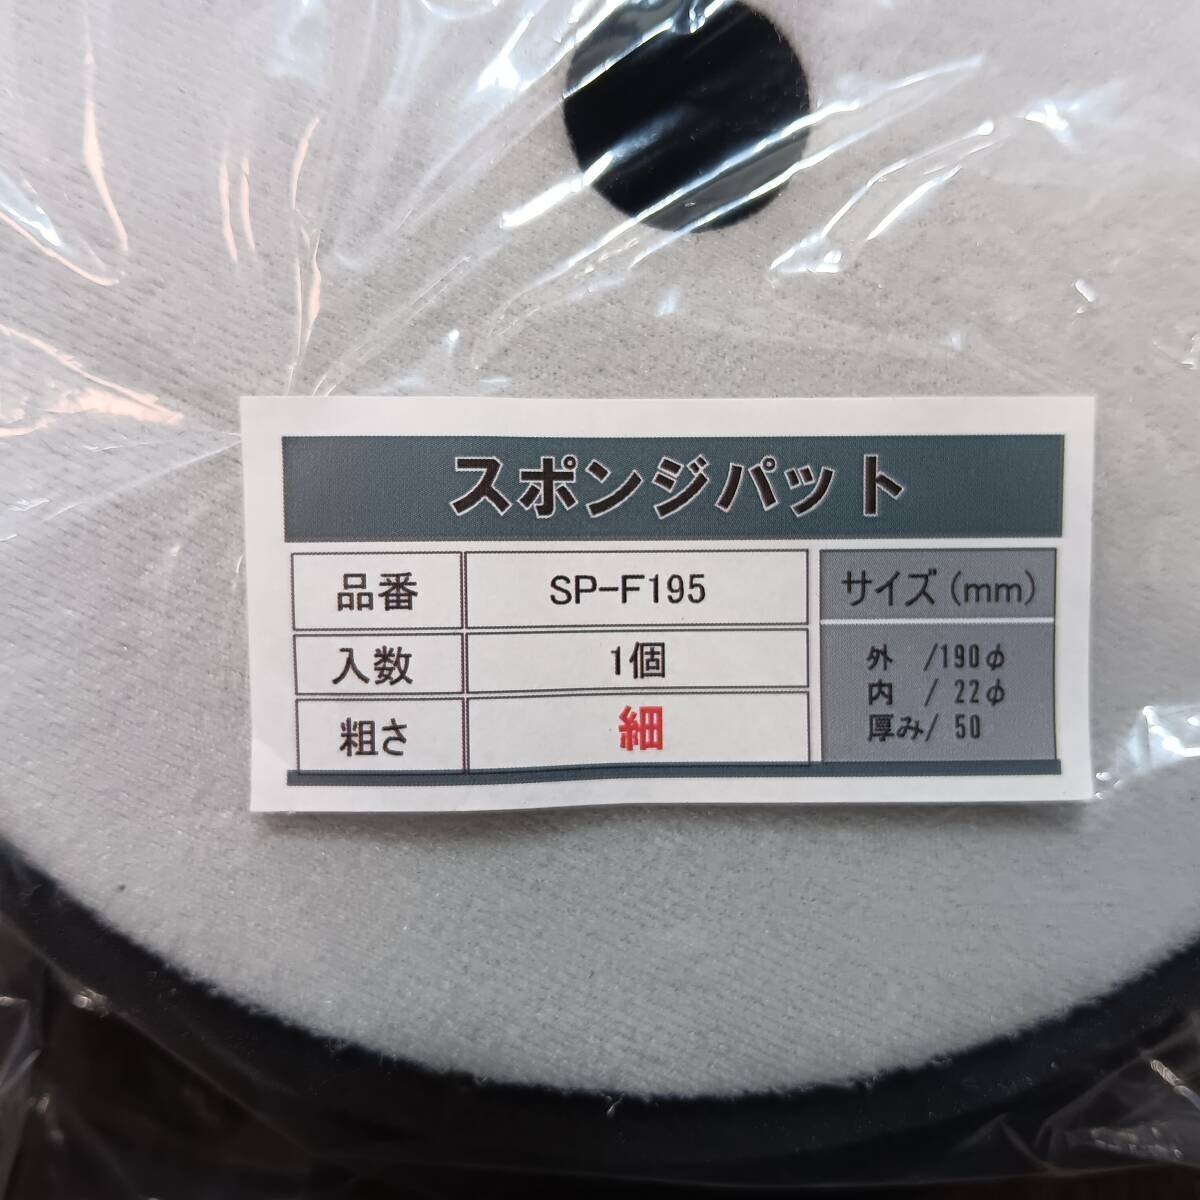 スポンジパット
品番 SP-F195
入数 1個
粗さ 細
サイズ(mm)
外 /190φ
内 / 22φ
厚み/ 50